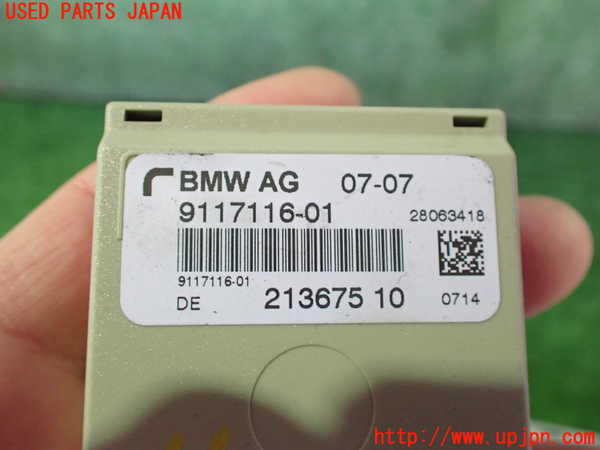 USED PARTS JAPAN
BMW AG 07-07
9117116-01 28063418
9117116-01
DE 213675 10 0714
http://www.upjpn.com